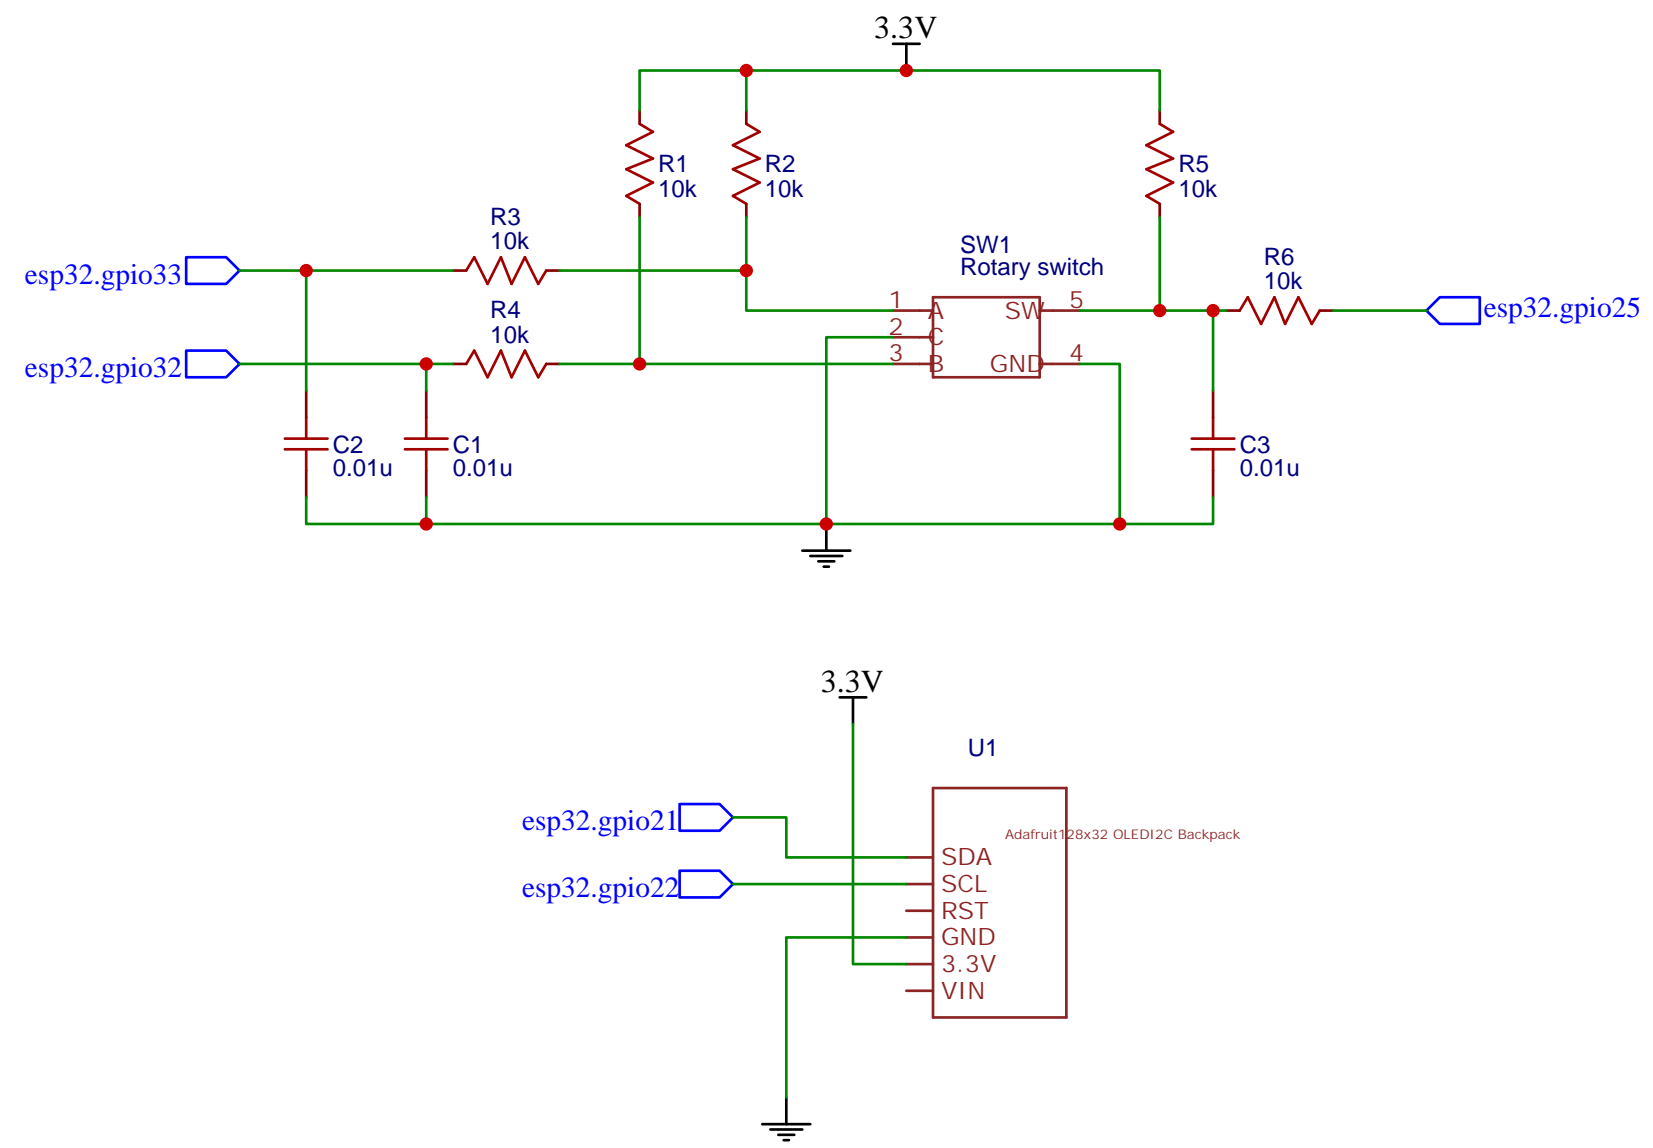 3.3V
R1
10k
R2
10k
R5
10k
R3
10k
esp32.gpio33
SW1
Rotary switch
R6
10k
esp32.gpio25
R4
10k
esp32.gpio32
1
A
2
C
3
B
SW
5
GND
4
C2
0.01u
C1
0.01u
C3
0.01u
3.3V
U1
Adafruit128x32 OLEDI2C Backpack
esp32.gpio21
SDA
esp32.gpio22
SCL
RST
GND
3.3V
VIN